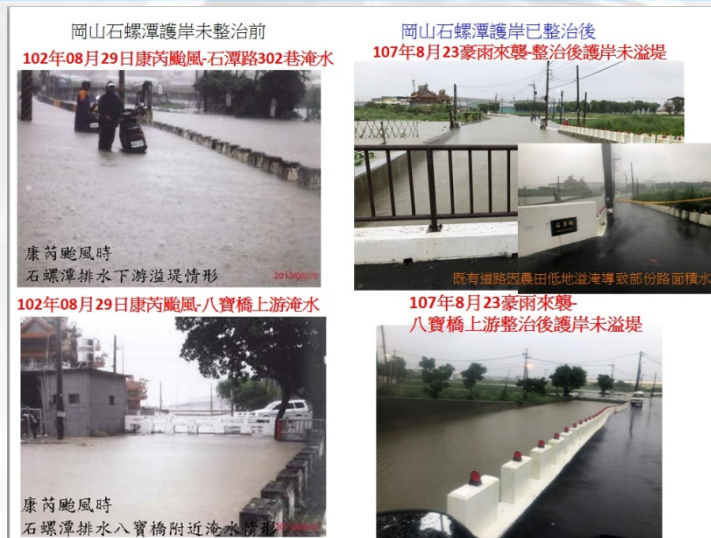 岡山石螺潭護岸未整治前
102年08月29日康芮颱風-石潭路302巷淹水
康芮颱風時
石螺潭排水下游溢堤情形
2013/08/29
102年08月29日康芮颱風-八寶橋上游淹水
康芮颱風時
石螺潭排水八寶橋附近淹水情形
岡山石螺潭護岸已整治後
107年8月23豪雨來襲-整治後護岸未溢堤
既有道路因農田低地溢淹導致部份路面積水
107年8月23豪雨來襲-
八寶橋上游整治後護岸未溢堤